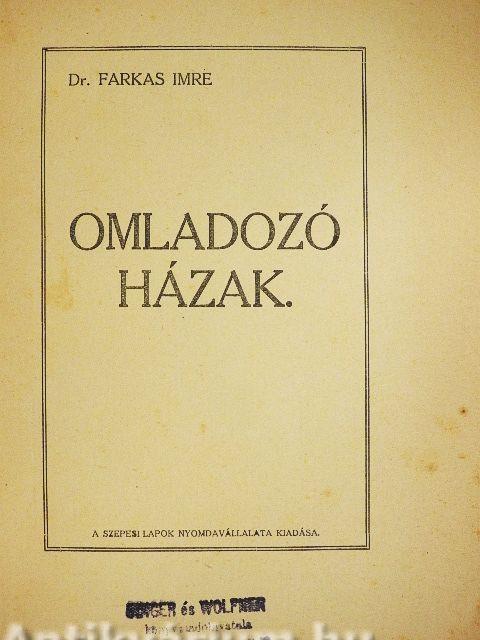 Dr. FARKAS IMRE
OMLADOZÓ
HÁZAK.
A SZEPESI LAPOK NYOMDAVÁLLALATA KIADÁSA.
SINGER és WOLFNER